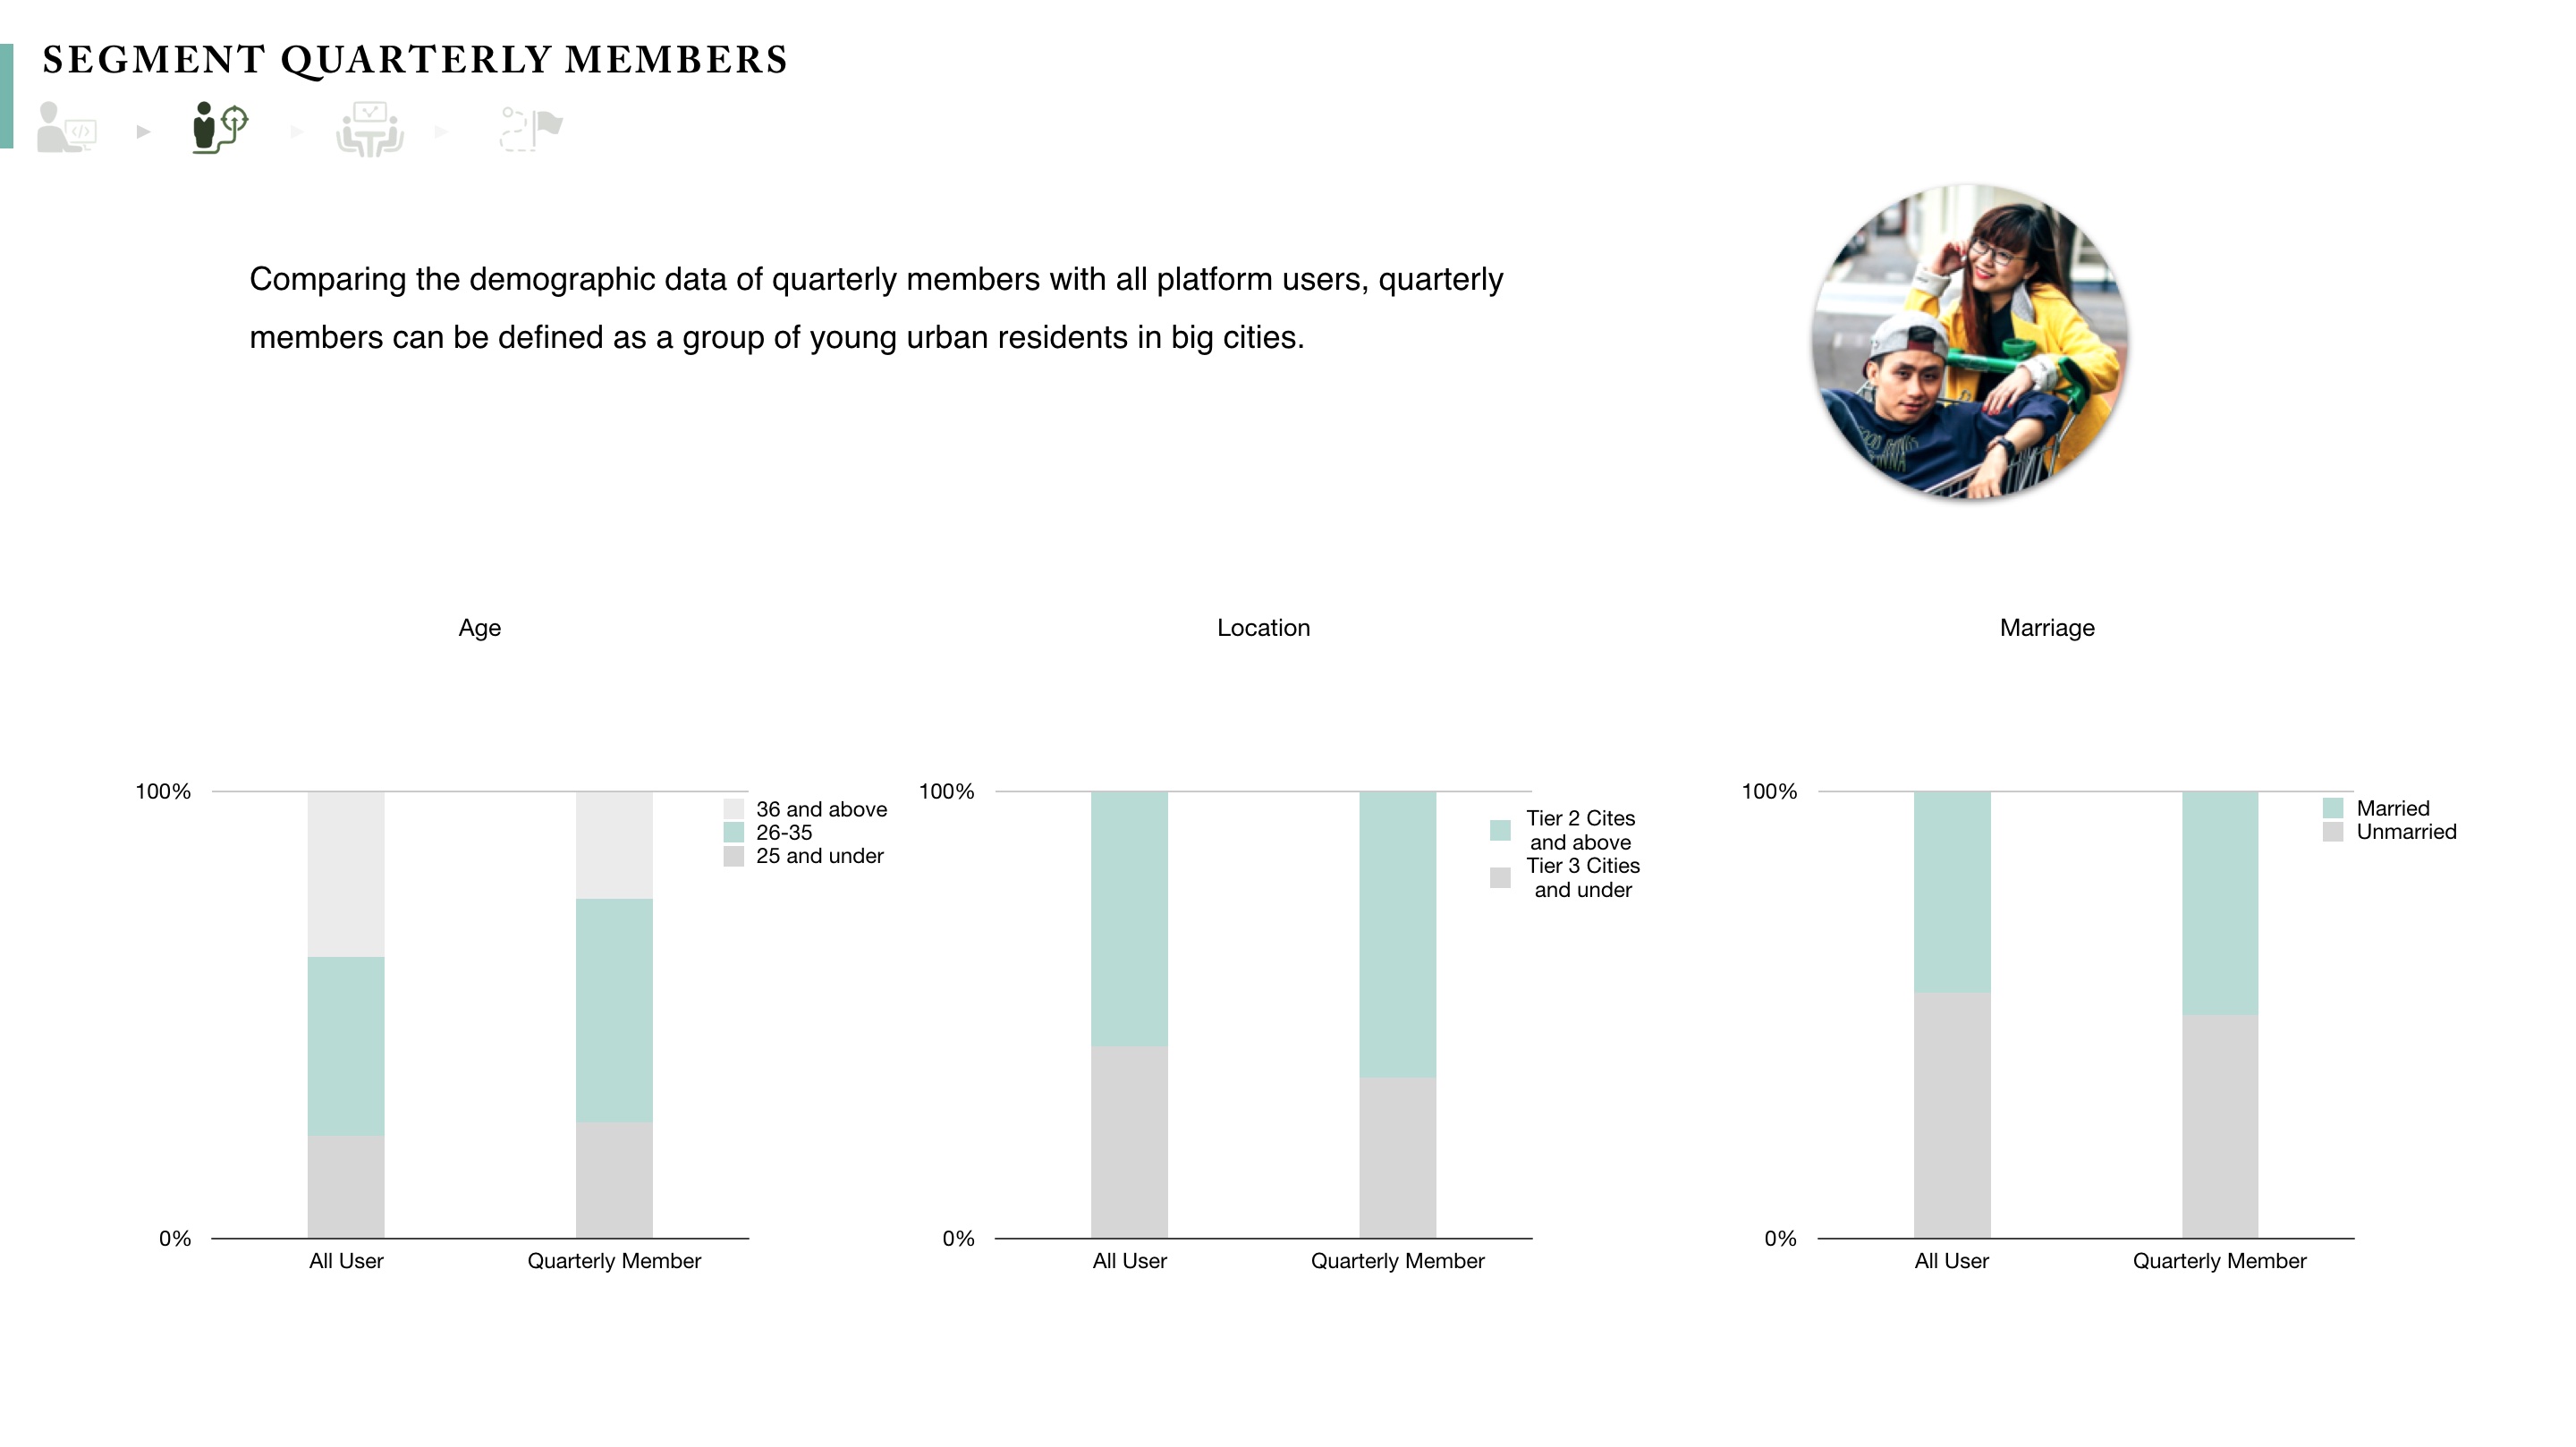 SEGMENT QUARTERLY MEMBERS
Comparing the demographic data of quarterly members with all platform users, quarterly
members can be defined as a group of young urban residents in big cities.
Age
100%
0%
All User
Quarterly Member
36 and above
26-35
25 and under
Location
100%
0%
All User
Quarterly Member
Tier 2 Cites
and above
Tier 3 Cities
and under
Marriage
100%
0%
All User
Quarterly Member
Married
Unmarried